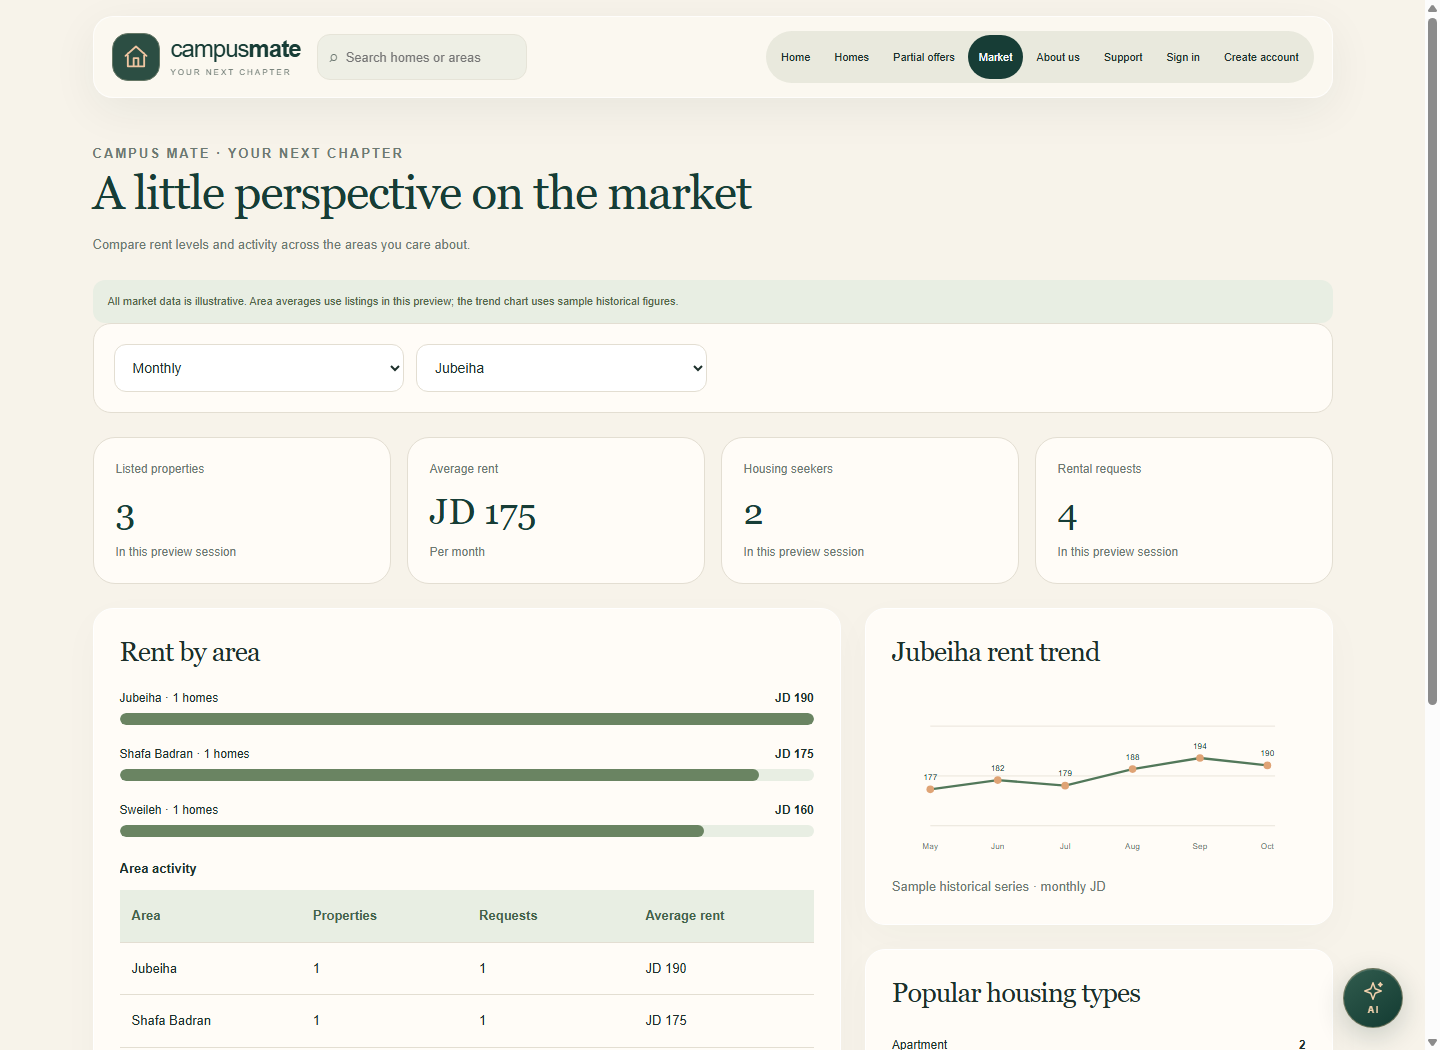 campusmate
YOUR NEXT CHAPTER
Search homes or areas
Home
Homes
Partial offers
Market
About us
Support
Sign in
Create account
CAMPUS MATE · YOUR NEXT CHAPTER
A little perspective on the market
Compare rent levels and activity across the areas you care about.
All market data is illustrative. Area averages use listings in this preview; the trend chart uses sample historical figures.
Monthly
Jubeiha
Listed properties
3
In this preview session
Average rent
JD 175
Per month
Housing seekers
2
In this preview session
Rental requests
4
In this preview session
Rent by area
Jubeiha · 1 homes JD 190
Shafa Badran · 1 homes JD 175
Sweileh · 1 homes JD 160
Area activity
Area Properties Requests Average rent
Jubeiha 1 1 JD 190
Shafa Badran 1 1 JD 175
Jubeiha rent trend
177 182 179 188 194 190
May Jun Jul Aug Sep Oct
Sample historical series · monthly JD
Popular housing types
Apartment 2
AI